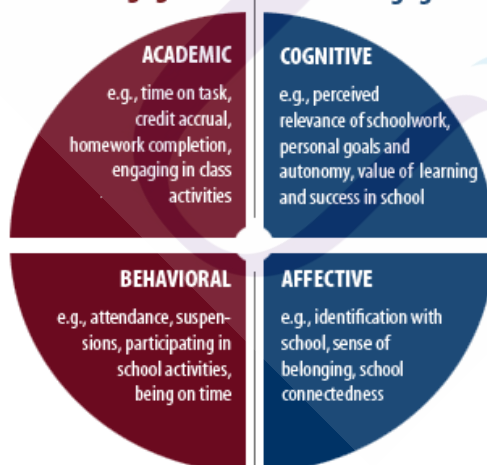 ACADEMIC
e.g., time on task,
credit accrual,
homework completion,
engaging in class
activities
COGNITIVE
e.g., perceived
relevance of schoolwork,
personal goals and
autonomy, value of learning
and success in school
BEHAVIORAL
e.g., attendance, suspen-
sions, participating in
school activities,
being on time
AFFECTIVE
e.g., identification with
school, sense of
belonging, school
connectedness